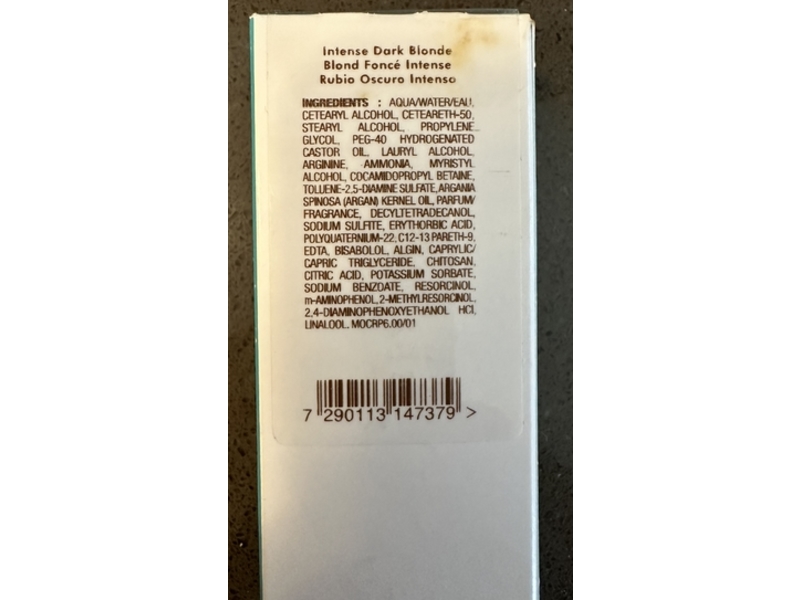 Intense Dark Blonde
Blond Foncé Intense
Rubio Oscuro Intenso
INGREDIENTS : AQUA/WATER/EAU,
CETEARYL ALCOHOL, CETEARETH-50,
STEARYL ALCOHOL, PROPYLENE
GLYCOL, PEG-40 HYDROGENATED
CASTOR OIL, LAURYL ALCOHOL,
ARGININE, AMMONIA, MYRISTYL
ALCOHOL, COCAMIDOPROPYL BETAINE,
TOLUENE-2,5-DIAMINE SULFATE, ARGANIA
SPINOSA (ARGAN) KERNEL OIL, PARFUM/
FRAGRANCE, DECYLTETRADECANOL,
SODIUM SULFITE, ERYTHORBIC ACID,
POLYQUATERNIUM-22, C12-13 PARETH-9,
EDTA, BISABOLOL, ALGIN, CAPRYLIC/
CAPRIC TRIGLYCERIDE, CHITOSAN,
CITRIC ACID, POTASSIUM SORBATE,
SODIUM BENZOATE, RESORCINOL,
m-AMINOPHENOL, 2-METHYLRESORCINOL,
2,4-DIAMINOPHENOXYETHANOL HCl,
LINALOOL. MOCRP6.00/01
7 290113 147379 >